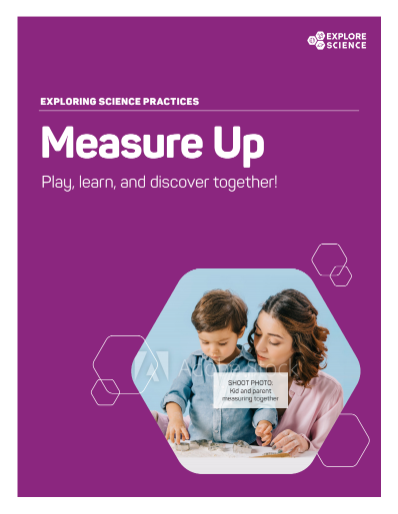 EXPLORE
SCIENCE
EXPLORING SCIENCE PRACTICES
Measure Up
Play, learn, and discover together!
SHOOT PHOTO:
Kid and parent
measuring together